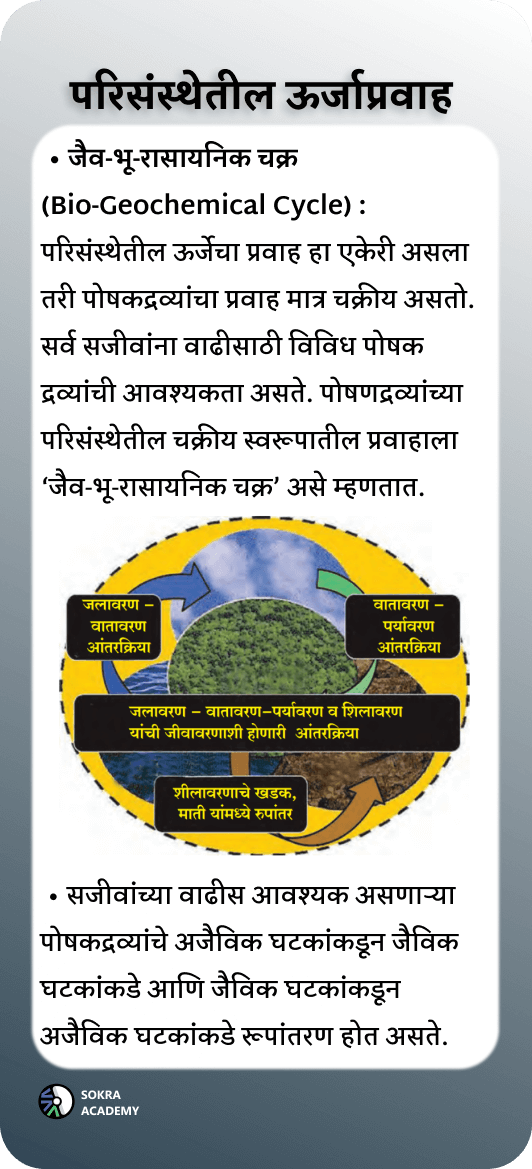 परिसंस्थेतील ऊर्जाप्रवाह
• जैव-भू-रासायनिक चक्र
(Bio-Geochemical Cycle) :
परिसंस्थेतील ऊर्जेचा प्रवाह हा एकेरी असला
तरी पोषकद्रव्यांचा प्रवाह मात्र चक्रीय असतो.
सर्व सजीवांना वाढीसाठी विविध पोषक
द्रव्यांची आवश्यकता असते. पोषणद्रव्यांच्या
परिसंस्थेतील चक्रीय स्वरूपातील प्रवाहाला
‘जैव-भू-रासायनिक चक्र’ असे म्हणतात.
जलावरण –
वातावरण
आंतरक्रिया
वातावरण –
पर्यावरण
आंतरक्रिया
जलावरण – वातावरण–पर्यावरण व शिलावरण
यांची जीवावरणाशी होणारी आंतरक्रिया
शीलावरणाचे खडक,
माती यांमध्ये रुपांतर
• सजीवांच्या वाढीस आवश्यक असणाऱ्या
पोषकद्रव्यांचे अजैविक घटकांकडून जैविक
घटकांकडे आणि जैविक घटकांकडून
अजैविक घटकांकडे रूपांतरण होत असते.
SOKRA
ACADEMY